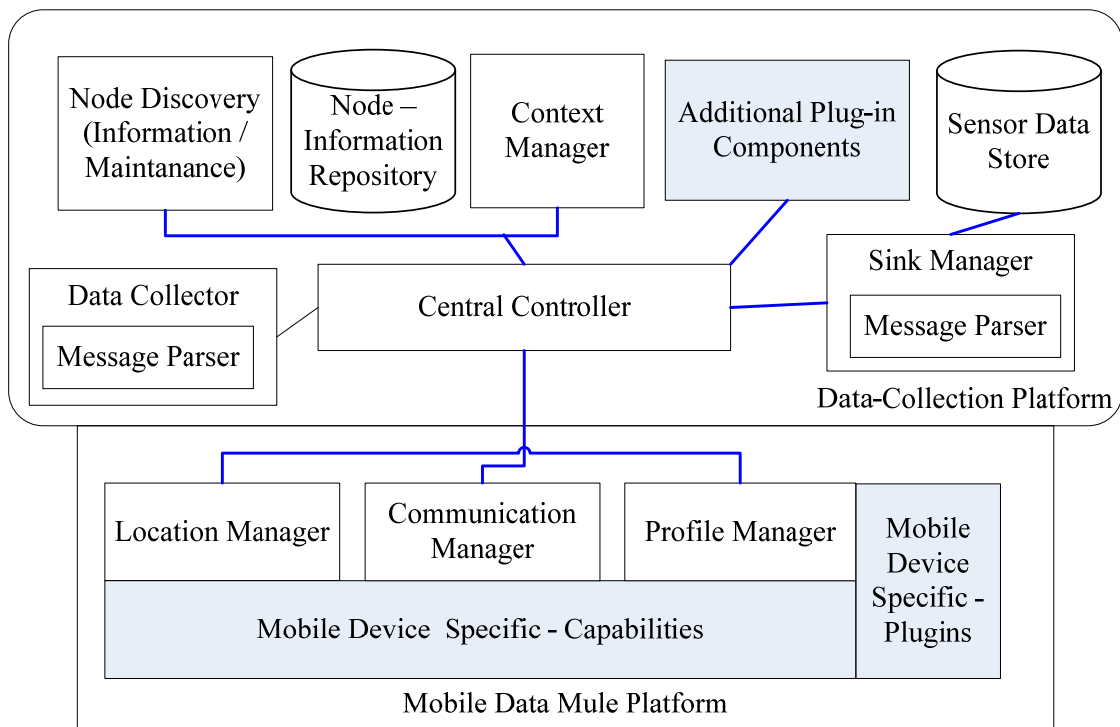 Node Discovery
(Information /
Maintanance)
Node –
Information
Repository
Context
Manager
Additional Plug-in
Components
Sensor Data
Store
Data Collector
Message Parser
Central Controller
Sink Manager
Message Parser
Data-Collection Platform
Location Manager
Communication
Manager
Profile Manager
Mobile
Device
Specific -
Plugins
Mobile Device Specific - Capabilities
Mobile Data Mule Platform